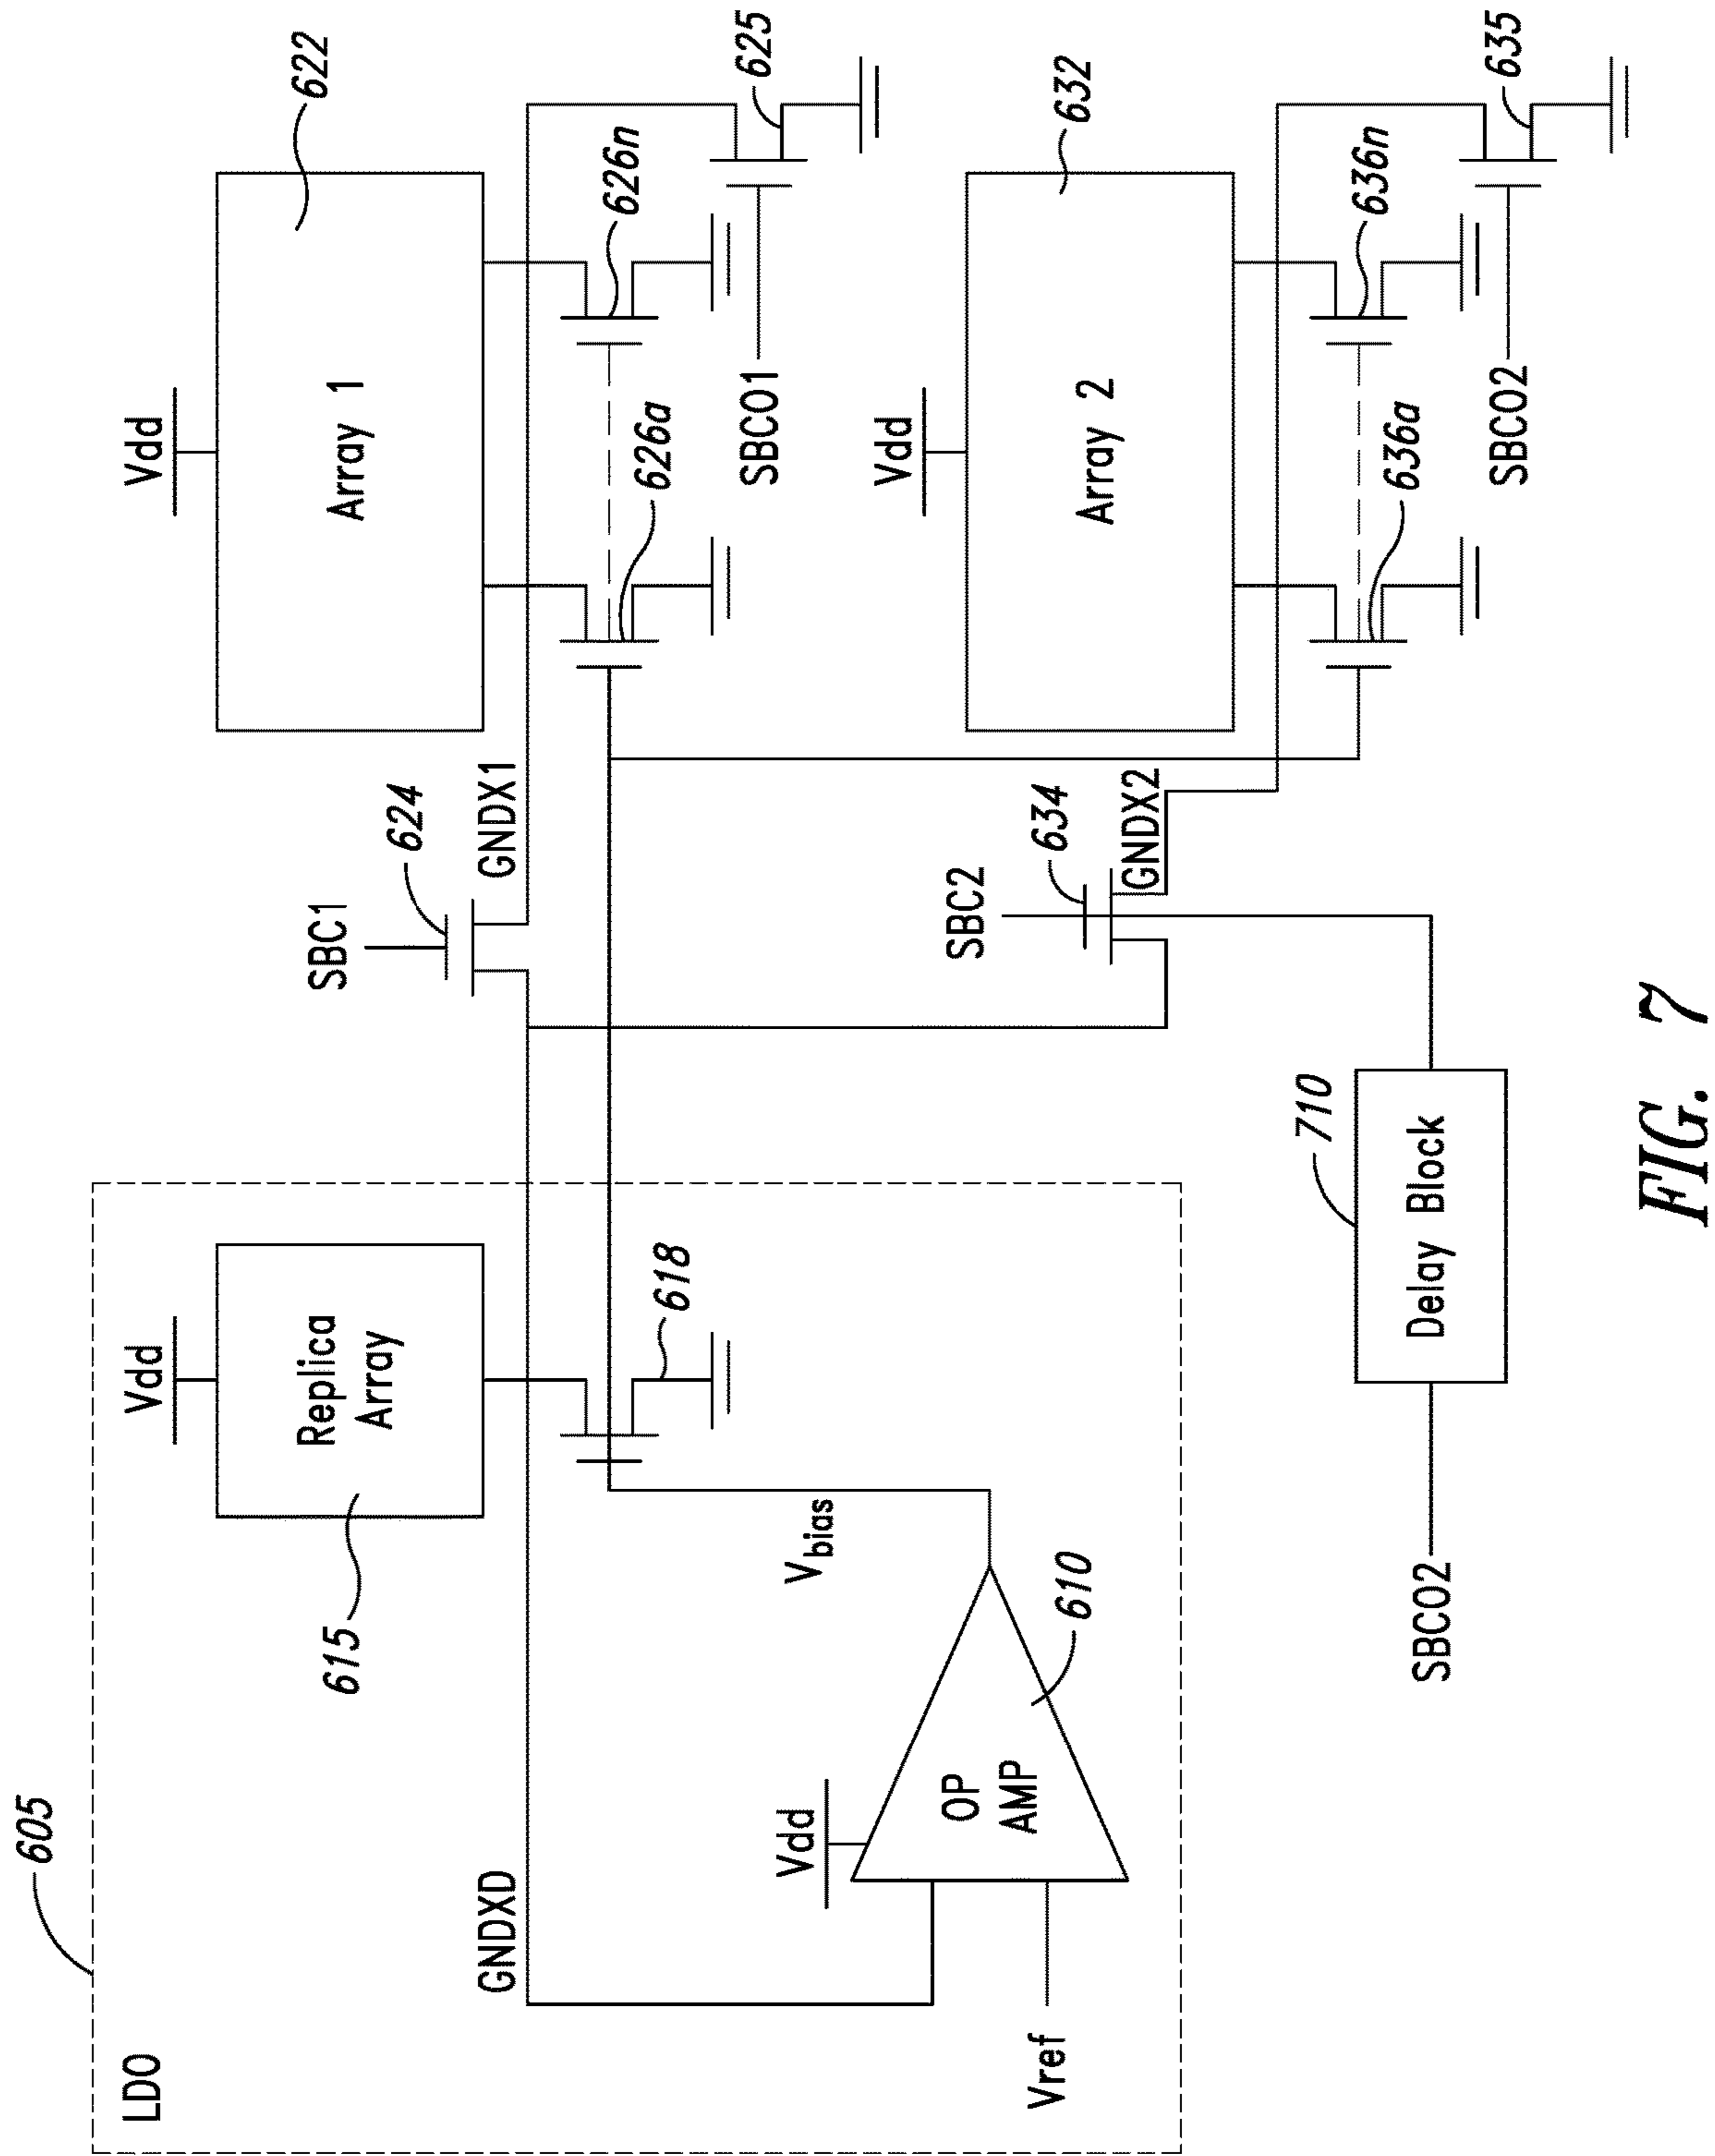 605
LDO
Vdd
Replica
Array
615
618
GNDXD
Vdd
OP
AMP
610
Vref
Vbias
SBC1
624
GNDX1
Vdd
Array 1
622
626a
626n
625
SBCO1
SBC2
634
GNDX2
Vdd
Array 2
632
636a
636n
635
SBCO2
SBCO2
Delay Block
710
FIG. 7